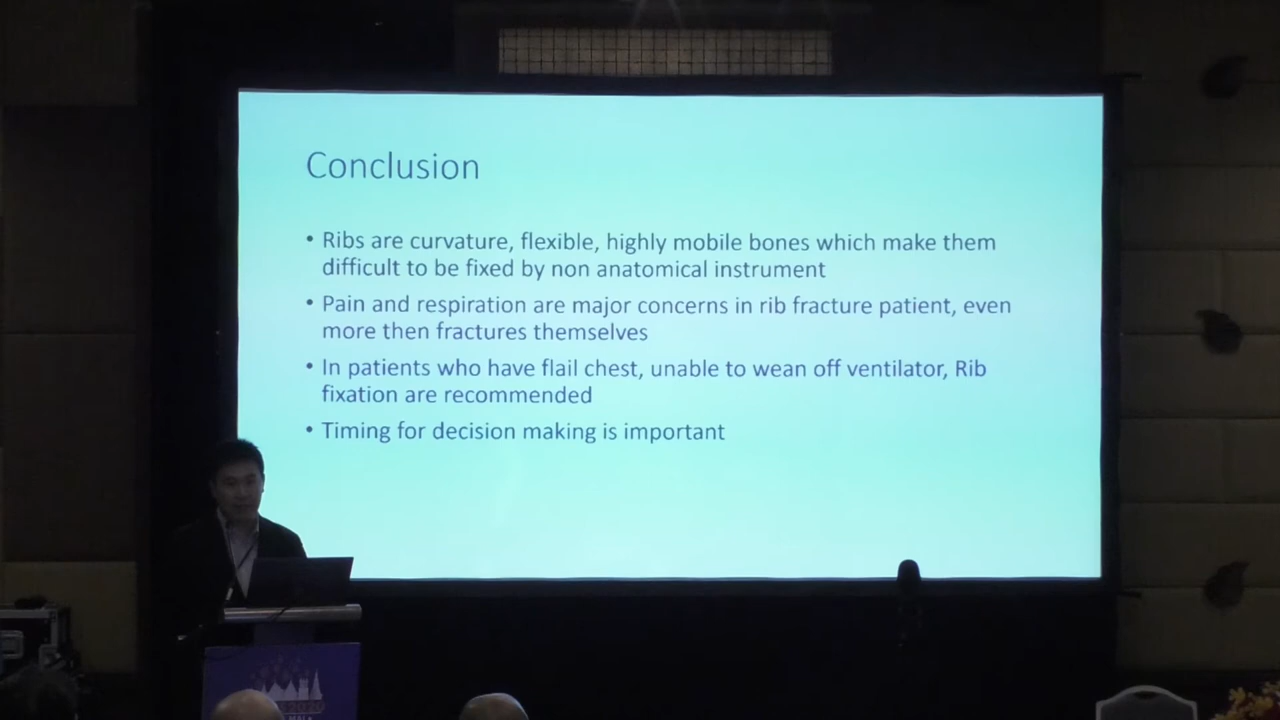 Conclusion
• Ribs are curvature, flexible, highly mobile bones which make them
difficult to be fixed by non anatomical instrument
• Pain and respiration are major concerns in rib fracture patient, even
more then fractures themselves
• In patients who have flail chest, unable to wean off ventilator, Rib
fixation are recommended
• Timing for decision making is important